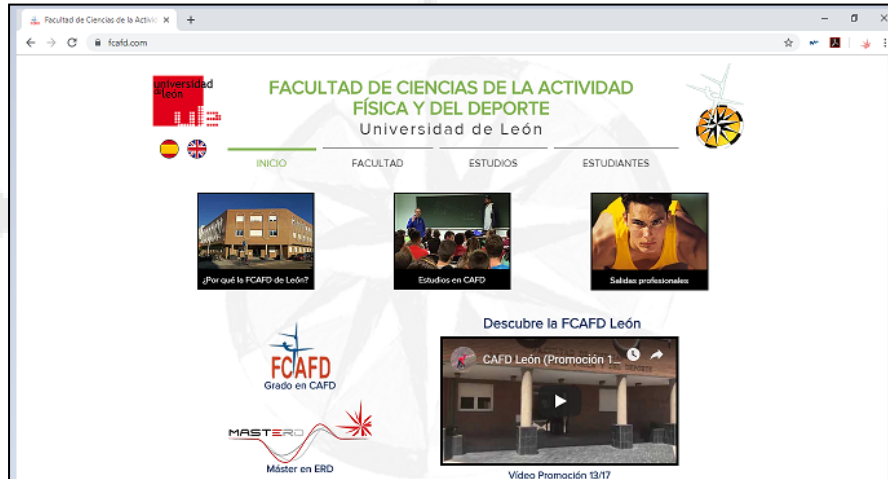 Facultad de Ciencias de la Activid
fcafd.com
universidad
de león
FACULTAD DE CIENCIAS DE LA ACTIVIDAD
FÍSICA Y DEL DEPORTE
Universidad de León
INICIO
FACULTAD
ESTUDIOS
ESTUDIANTES
¿Por qué la FCAFD de León?
Estudios en CAFD
Salidas profesionales
Descubre la FCAFD León
FCAFD
Grado en CAFD
CAFD León (Promoción 1...
MASTERD
Máster en ERD
Vídeo Promoción 13/17